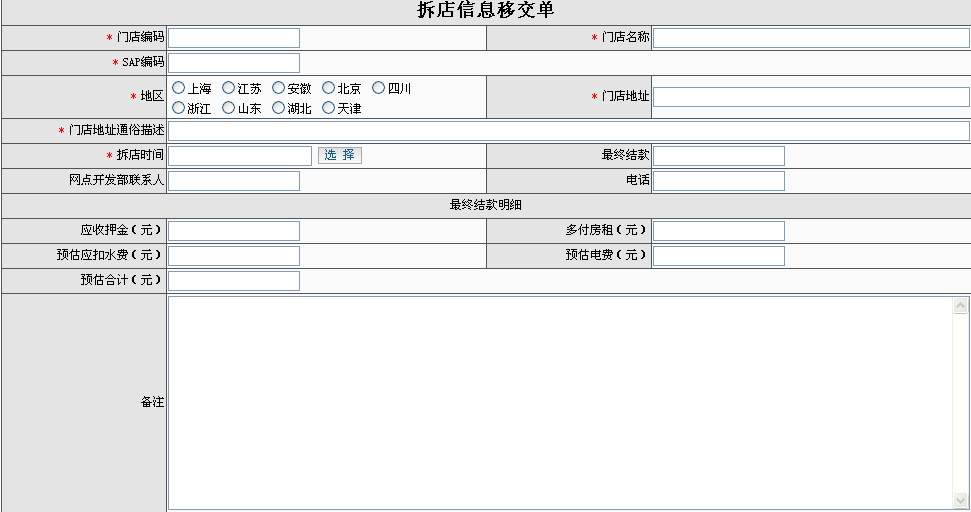 拆店信息移交单
* 门店编码 * 门店名称
* SAP编码
* 地区 上海 江苏 安徽 北京 四川
浙江 山东 湖北 天津
* 门店地址
* 门店地址通俗描述
* 拆店时间 选 择 最终结款
网点开发部联系人 电话
最终结款明细
应收押金(元) 多付房租(元)
预估应扣水费(元) 预估电费(元)
预估合计(元)
备注